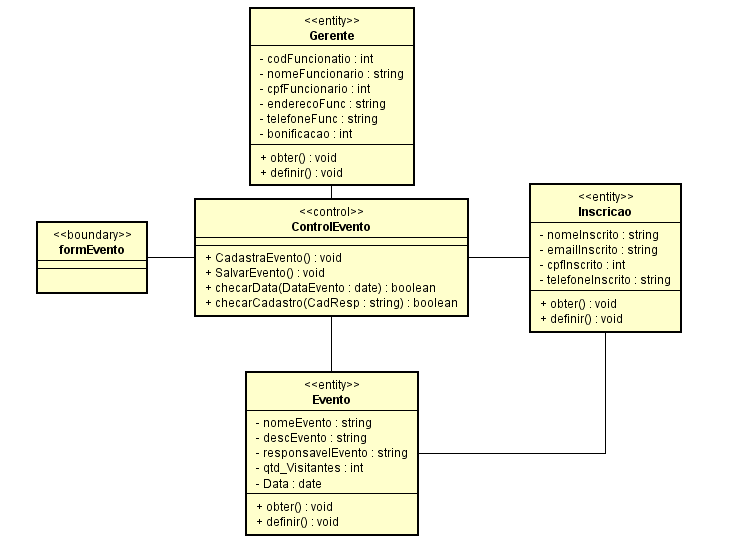 <<entity>>
Gerente
- codFuncionatio : int
- nomeFuncionario : string
- cpfFuncionario : int
- enderecoFunc : string
- telefoneFunc : string
- bonificacao : int
+ obter() : void
+ definir() : void
<<boundary>>
formEvento
<<control>>
ControlEvento
+ CadastraEvento() : void
+ SalvarEvento() : void
+ checarData(DataEvento : date) : boolean
+ checarCadastro(CadResp : string) : boolean
<<entity>>
Inscricao
- nomeInscrito : string
- emailInscrito : string
- cpfInscrito : int
- telefoneInscrito : string
+ obter() : void
+ definir() : void
<<entity>>
Evento
- nomeEvento : string
- descEvento : string
- responsavelEvento : string
- qtd_Visitantes : int
- Data : date
+ obter() : void
+ definir() : void